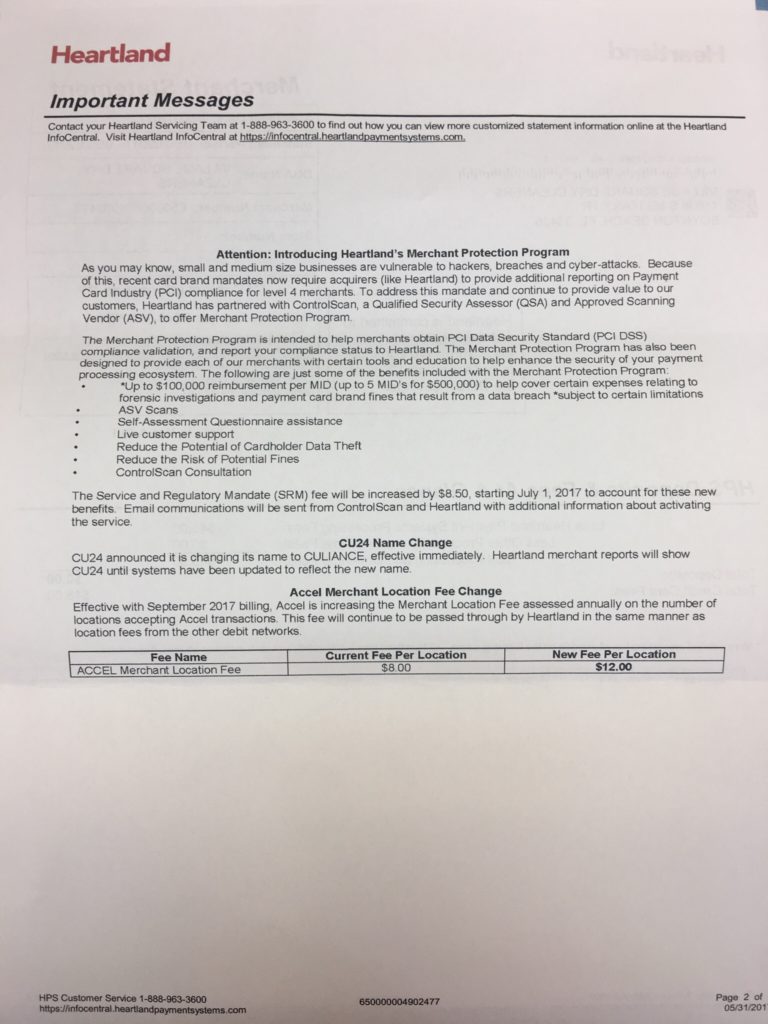 Heartland
Important Messages
Contact your Heartland Servicing Team at 1-888-963-3600 to find out how you can view more customized statement information online at the Heartland
InfoCentral. Visit Heartland InfoCentral at https://infocentral.heartlandpaymentsystems.com.
Attention: Introducing Heartland's Merchant Protection Program
As you may know, small and medium size businesses are vulnerable to hackers, breaches and cyber-attacks. Because
of this, recent card brand mandates now require acquirers (like Heartland) to provide additional reporting on Payment
Card Industry (PCI) compliance for level 4 merchants. To address this mandate and continue to provide value to our
customers, Heartland has partnered with ControlScan, a Qualified Security Assessor (QSA) and Approved Scanning
Vendor (ASV), to offer Merchant Protection Program.
The Merchant Protection Program is intended to help merchants obtain PCI Data Security Standard (PCI DSS)
compliance validation, and report your compliance status to Heartland. The Merchant Protection Program has also been
designed to provide each of our merchants with certain tools and education to help enhance the security of your payment
processing ecosystem. The following are just some of the benefits included with the Merchant Protection Program:
• *Up to $100,000 reimbursement per MID (up to 5 MID's for $500,000) to help cover certain expenses relating to
forensic investigations and payment card brand fines that result from a data breach *subject to certain limitations
• ASV Scans
• Self-Assessment Questionnaire assistance
• Live customer support
• Reduce the Potential of Cardholder Data Theft
• Reduce the Risk of Potential Fines
• ControlScan Consultation
The Service and Regulatory Mandate (SRM) fee will be increased by $8.50, starting July 1, 2017 to account for these new
benefits. Email communications will be sent from ControlScan and Heartland with additional information about activating
the service.
CU24 Name Change
CU24 announced it is changing its name to CULIANCE, effective immediately. Heartland merchant reports will show
CU24 until systems have been updated to reflect the new name.
Accel Merchant Location Fee Change
Effective with September 2017 billing, Accel is increasing the Merchant Location Fee assessed annually on the number of
locations accepting Accel transactions. This fee will continue to be passed through by Heartland in the same manner as
location fees from the other debit networks.
Fee Name Current Fee Per Location New Fee Per Location
ACCEL Merchant Location Fee $8.00 $12.00
HPS Customer Service 1-888-963-3600
https://infocentral.heartlandpaymentsystems.com
650000004902477
Page 2 of
05/31/201